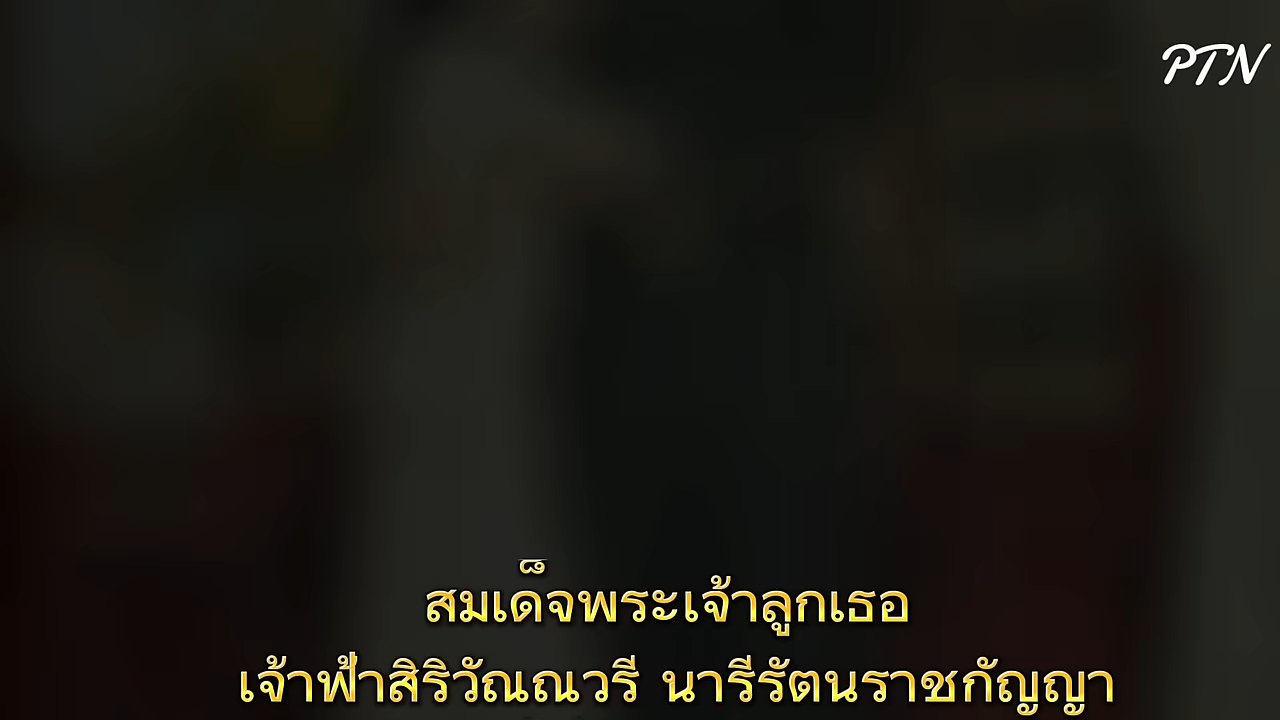 PTN
สมเด็จพระเจ้าลูกเธอ
เจ้าฟ้าสิริวัณณวรี นารีรัตนราชกัญญา